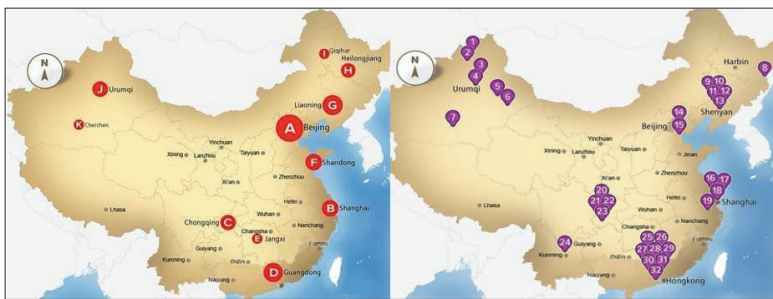 N
I Qiqihar
Heilongjiang
H
J Urumqi
Liaoning
G
A Beijing
K Cherchen
Yinchuan
Xining
Lanzhou
Taiyuan
F Shandong
Xi'an
Zhenzhou
Lhasa
Hefei
B Shanghai
Chongqing C
Wuhan
Nanchang
Changsha
E Jangxi
Guiyang
Kunming
D Guangdong
N
1
2
3
4
Urumqi
5
6
7
8
Harbin
9 10
11 12
13
Shenyan
14
Beijing 15
Yinchuan
Xining
Lanzhou
Taiyuan
Jinan
Xi'an
Zhenzhou
16 17
18
19
Shanghai
20
21 22
23
Hefei
Wuhan
Lhasa
Nanchang
Changsha
24
Guiyang
Kunming
25 26
27 28 29
30 31
32
Hongkong